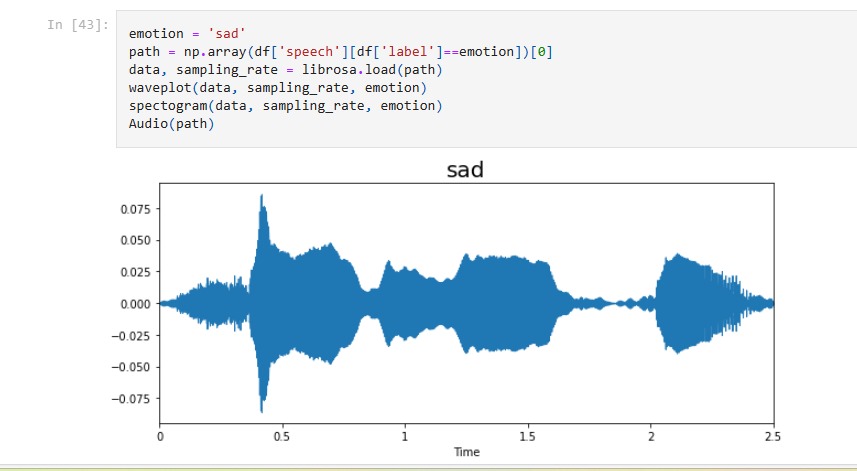 In [43]:
emotion = 'sad'
path = np.array(df['speech'][df['label']==emotion])[0]
data, sampling_rate = librosa.load(path)
waveplot(data, sampling_rate, emotion)
spectogram(data, sampling_rate, emotion)
Audio(path)
sad
0.075
0.050
0.025
0.000
−0.025
−0.050
−0.075
0 0.5 1 1.5 2 2.5
Time